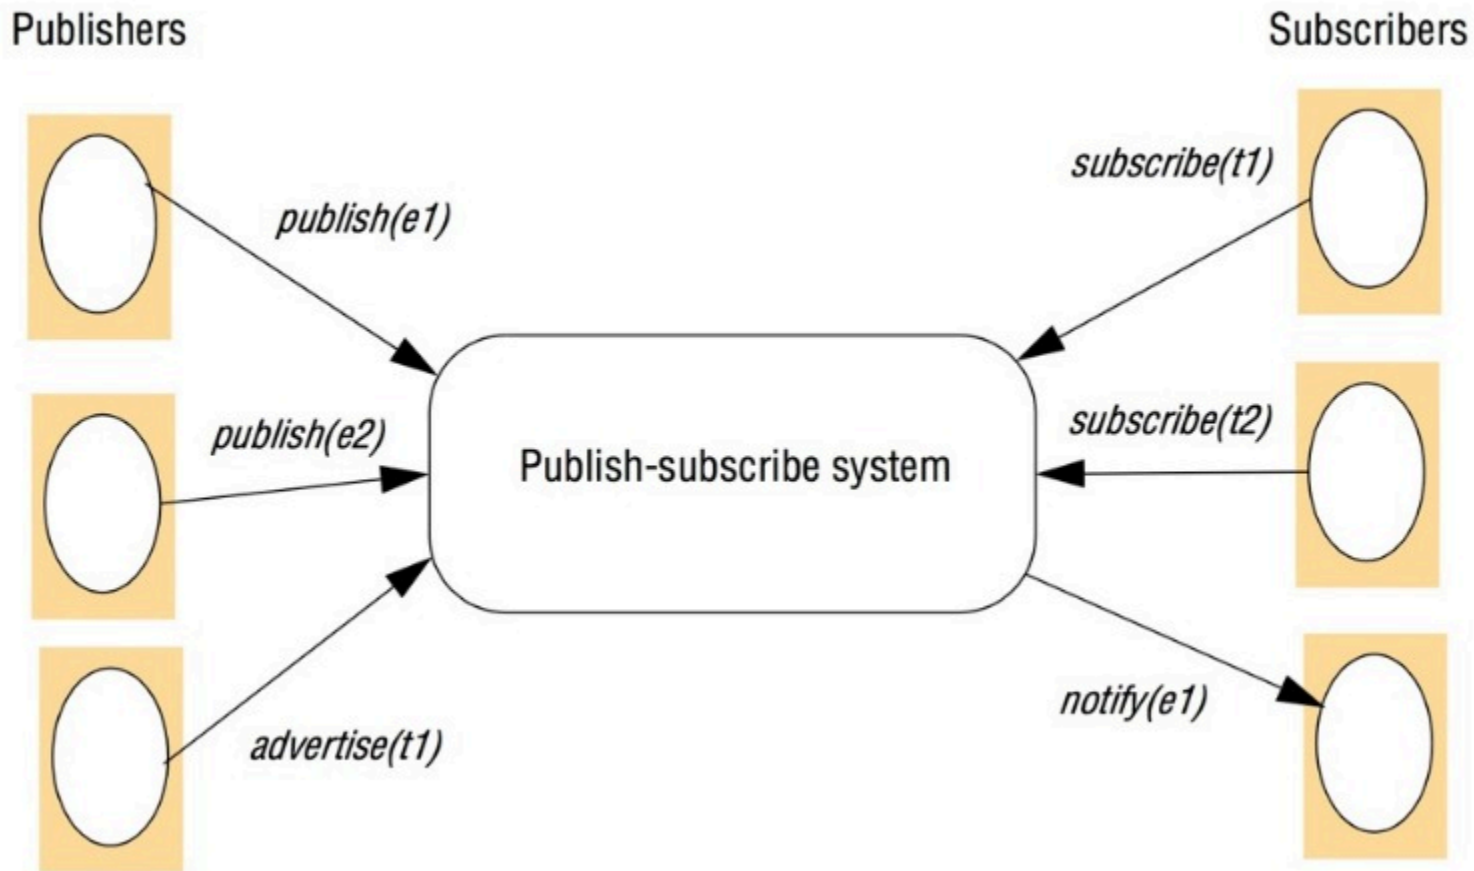 Publishers
Subscribers
subscribe(t1)
publish(e1)
subscribe(t2)
publish(e2)
Publish-subscribe system
notify(e1)
advertise(t1)